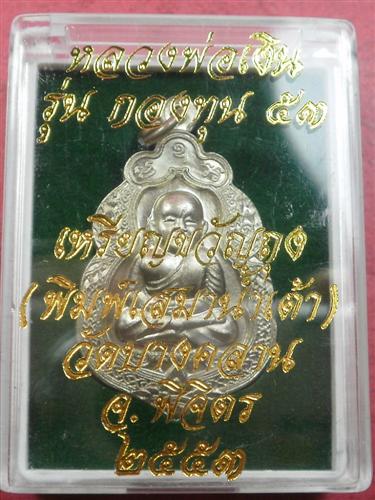 หลวงพ่อเงิน
รุ่น กองทุน ๕๓
เหรียญขวัญถุง
(พิมพ์เสมาน้ำเต้า)
วัดบางคลาน
จ. พิจิตร
๒๕๕๓